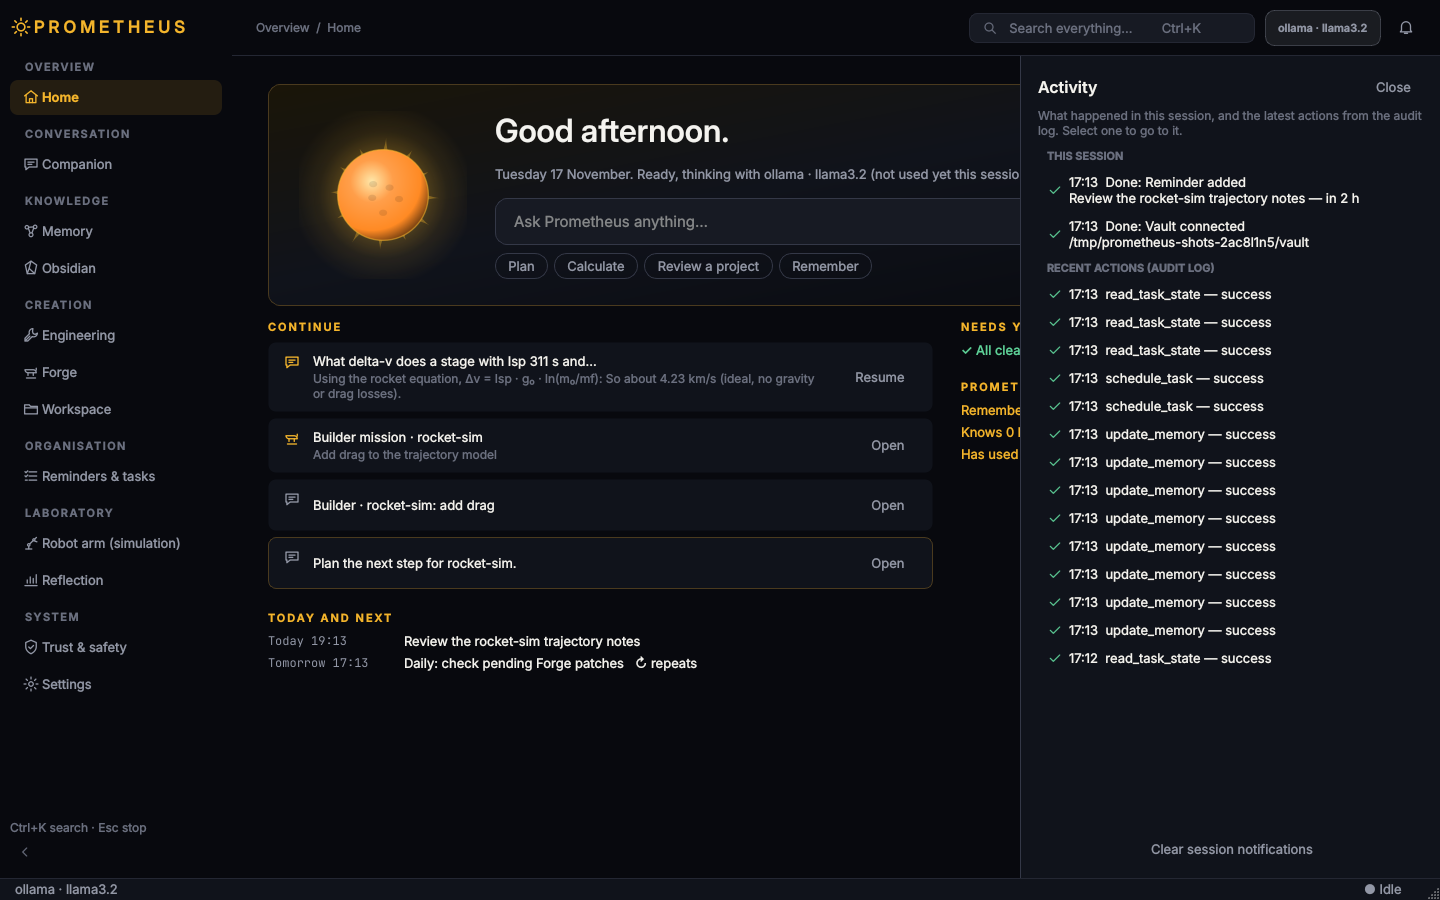 PROMETHEUS
Overview / Home
Search everything... Ctrl+K
ollama · llama3.2
OVERVIEW
Home
CONVERSATION
Companion
KNOWLEDGE
Memory
Obsidian
CREATION
Engineering
Forge
Workspace
ORGANISATION
Reminders & tasks
LABORATORY
Robot arm (simulation)
Reflection
SYSTEM
Trust & safety
Settings
Ctrl+K search · Esc stop
Good afternoon.
Tuesday 17 November. Ready, thinking with ollama · llama3.2 (not used yet this sessio
Ask Prometheus anything...
Plan
Calculate
Review a project
Remember
CONTINUE
What delta-v does a stage with Isp 311 s and...
Using the rocket equation, Δv = Isp · g₀ · ln(m₀/mf): So about 4.23 km/s (ideal, no gravity
or drag losses).
Resume
Builder mission · rocket-sim
Add drag to the trajectory model
Open
Builder · rocket-sim: add drag
Open
Plan the next step for rocket-sim.
Open
TODAY AND NEXT
Today 19:13 Review the rocket-sim trajectory notes
Tomorrow 17:13 Daily: check pending Forge patches ↻ repeats
NEEDS Y
✓ All clea
PROMET
Remembe
Knows 0
Has used
Activity
Close
What happened in this session, and the latest actions from the audit
log. Select one to go to it.
THIS SESSION
17:13 Done: Reminder added
Review the rocket-sim trajectory notes — in 2 h
17:13 Done: Vault connected
/tmp/prometheus-shots-2ac8l1n5/vault
RECENT ACTIONS (AUDIT LOG)
17:13 read_task_state — success
17:13 read_task_state — success
17:13 read_task_state — success
17:13 schedule_task — success
17:13 schedule_task — success
17:13 update_memory — success
17:13 update_memory — success
17:13 update_memory — success
17:13 update_memory — success
17:13 update_memory — success
17:13 update_memory — success
17:13 update_memory — success
17:13 update_memory — success
17:12 read_task_state — success
Clear session notifications
ollama · llama3.2
Idle